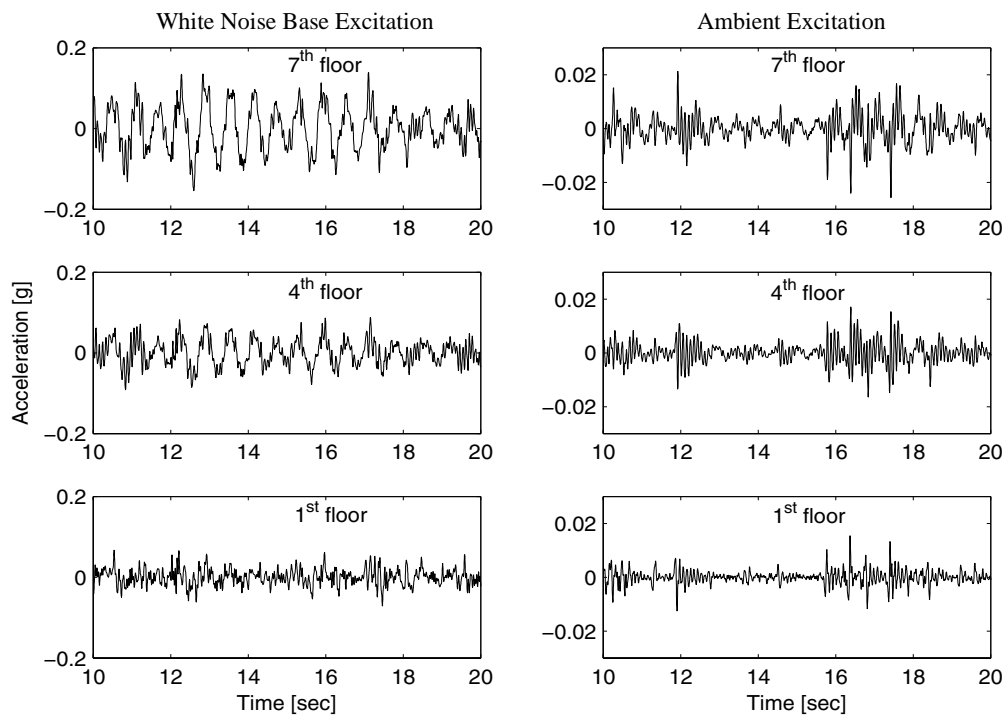 White Noise Base Excitation
Ambient Excitation
Acceleration [g]
7th floor
0.2
0
−0.2
10 12 14 16 18 20
7th floor
0.02
0
−0.02
10 12 14 16 18 20
4th floor
0.2
0
−0.2
10 12 14 16 18 20
4th floor
0.02
0
−0.02
10 12 14 16 18 20
1st floor
0.2
0
−0.2
10 12 14 16 18 20
Time [sec]
1st floor
0.02
0
−0.02
10 12 14 16 18 20
Time [sec]